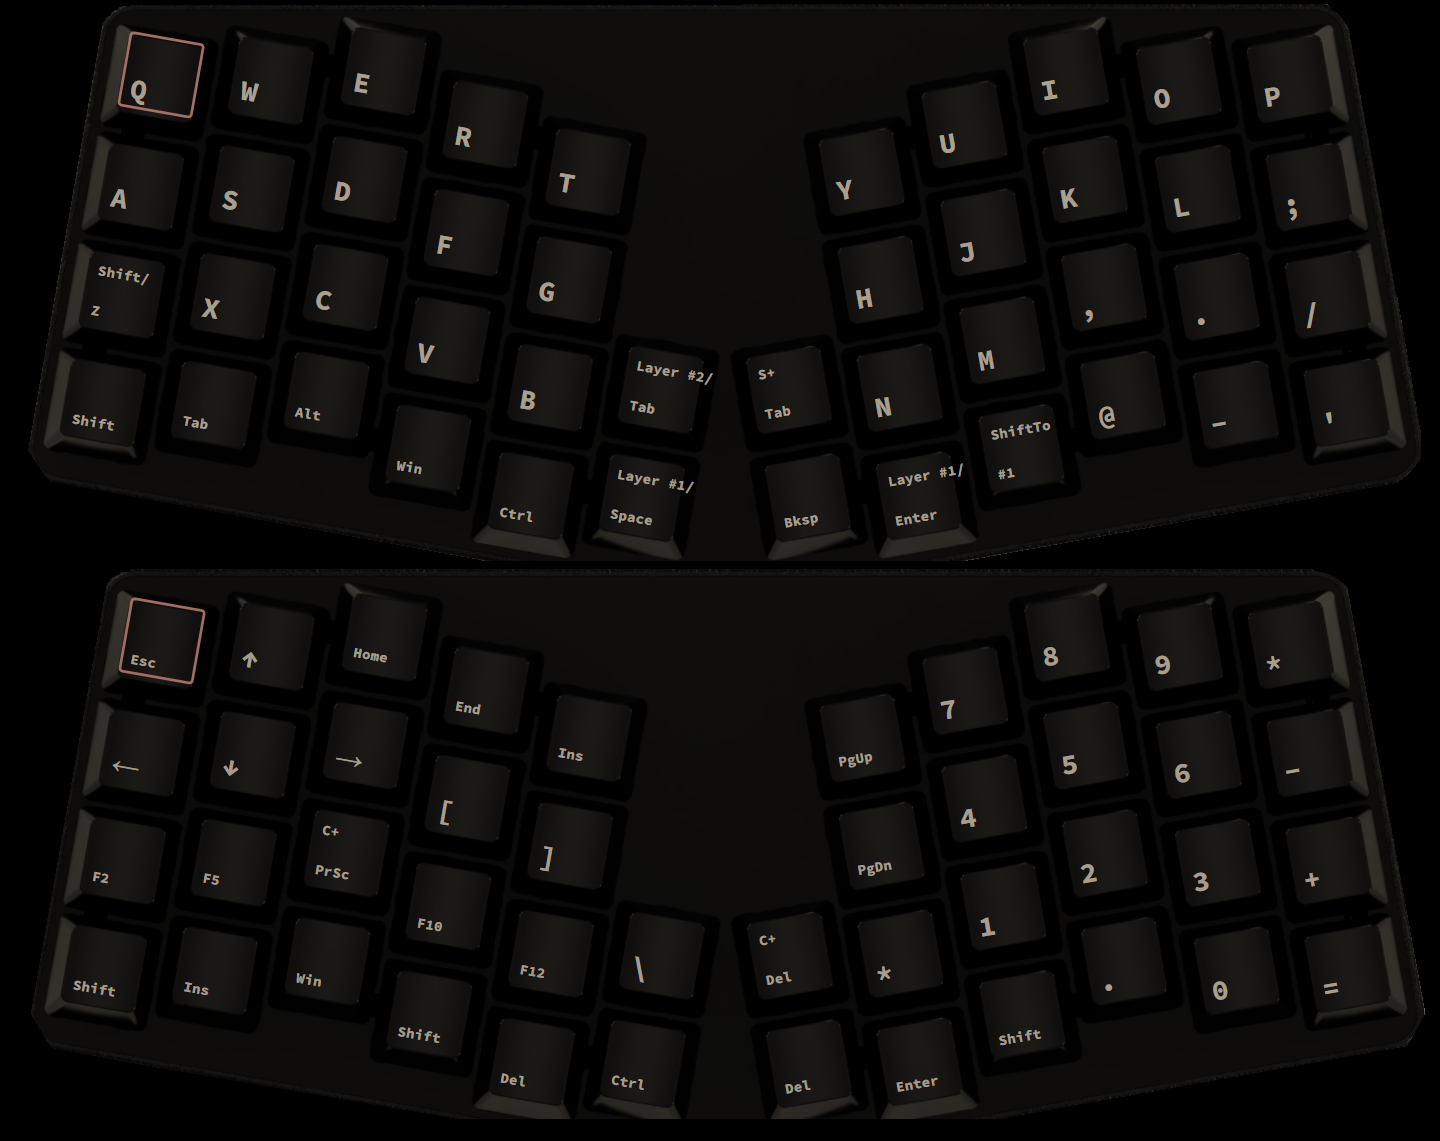 Q W E R T Y U I O P
A S D F G H J K L ;
Shift/
Z X C V B N M , . /
Layer #2/
Tab
S+
Tab
Shift Tab Alt Win Ctrl
Layer #1/
Space
Bksp
Layer #1/
Enter
ShiftTo
#1
@ _ '
Esc ↑ Home End Ins PgUp 7 8 9 *
← ↓ → [ ] PgDn 4 5 6 -
F2 F5
C+
PrSc
F10 F12 \
C+
Del
* 1 2 3 +
Shift Ins Win Shift Del Ctrl Del Enter Shift . 0 =